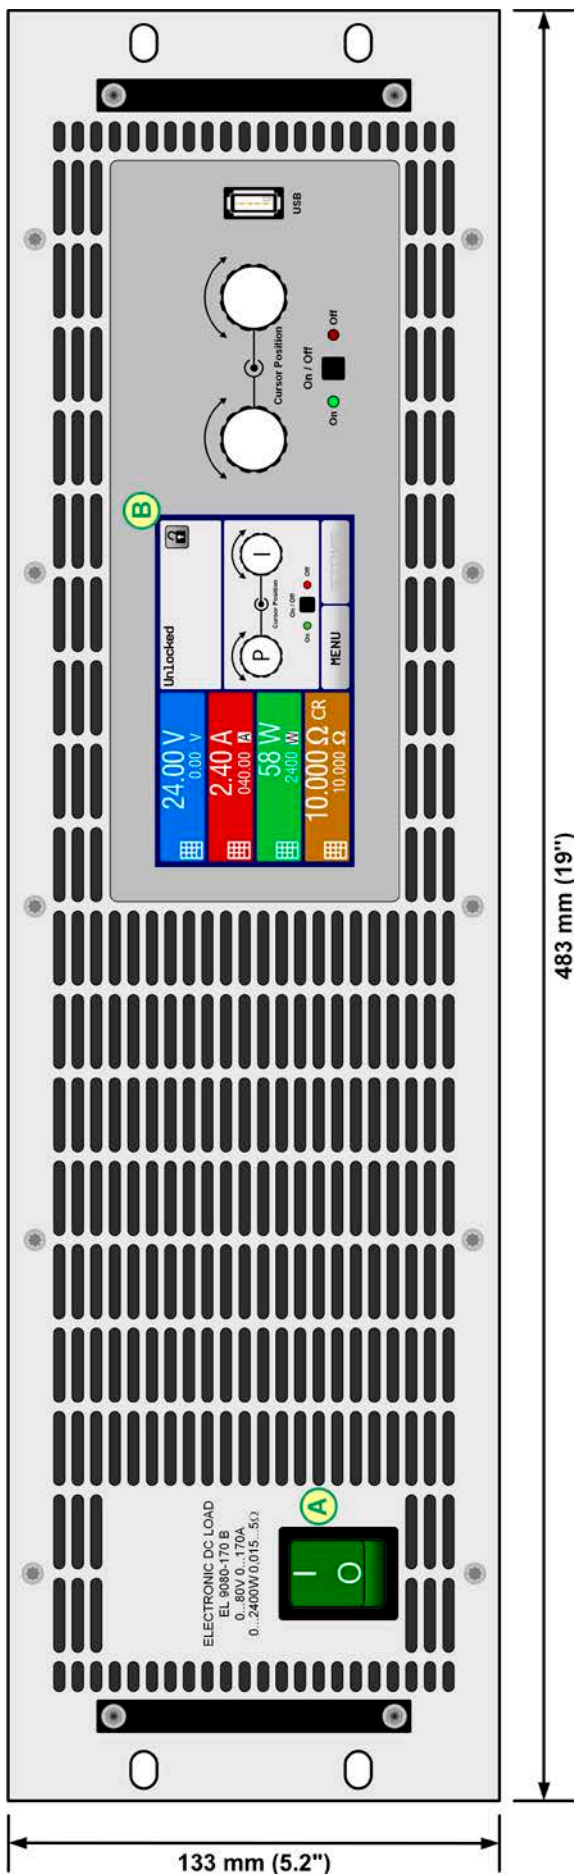 ELECTRONIC DC LOAD
EL 9080-170 B
0...80V 0...170A
0...2400W 0,015...5Ω
I
O
A
24.00 V
0.00 V
2.40 A
040.00 A
58 W
2400 W
10.000 Ω CR
10.000 Ω
Unlocked
P
I
Cursor Position
On / Off
On
Off
MENU
B
Cursor Position
On / Off
On
Off
USB
483 mm (19")
133 mm (5.2")